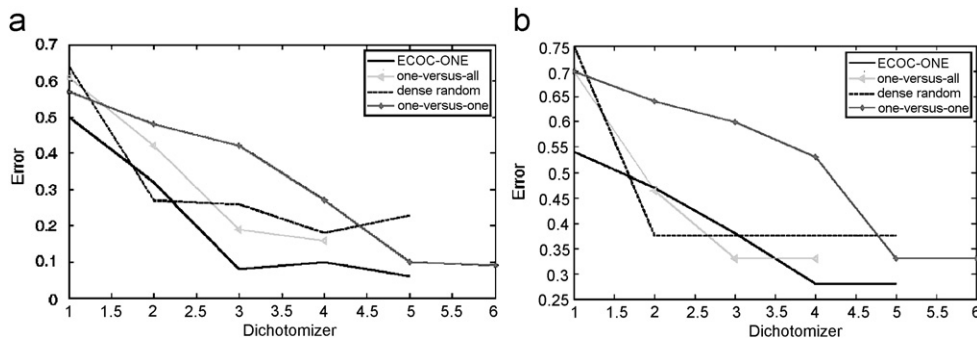 a
0.7
0.6
0.5
0.4
0.3
0.2
0.1
0
Error
1 1.5 2 2.5 3 3.5 4 4.5 5 5.5 6
Dichotomizer
ECOC-ONE
one-versus-all
dense random
one-versus-one
b
0.75
0.7
0.65
0.6
0.55
0.5
0.45
0.4
0.35
0.3
0.25
Error
1 1.5 2 2.5 3 3.5 4 4.5 5 5.5 6
Dichotomizer
ECOC-ONE
one-versus-all
dense random
one-versus-one